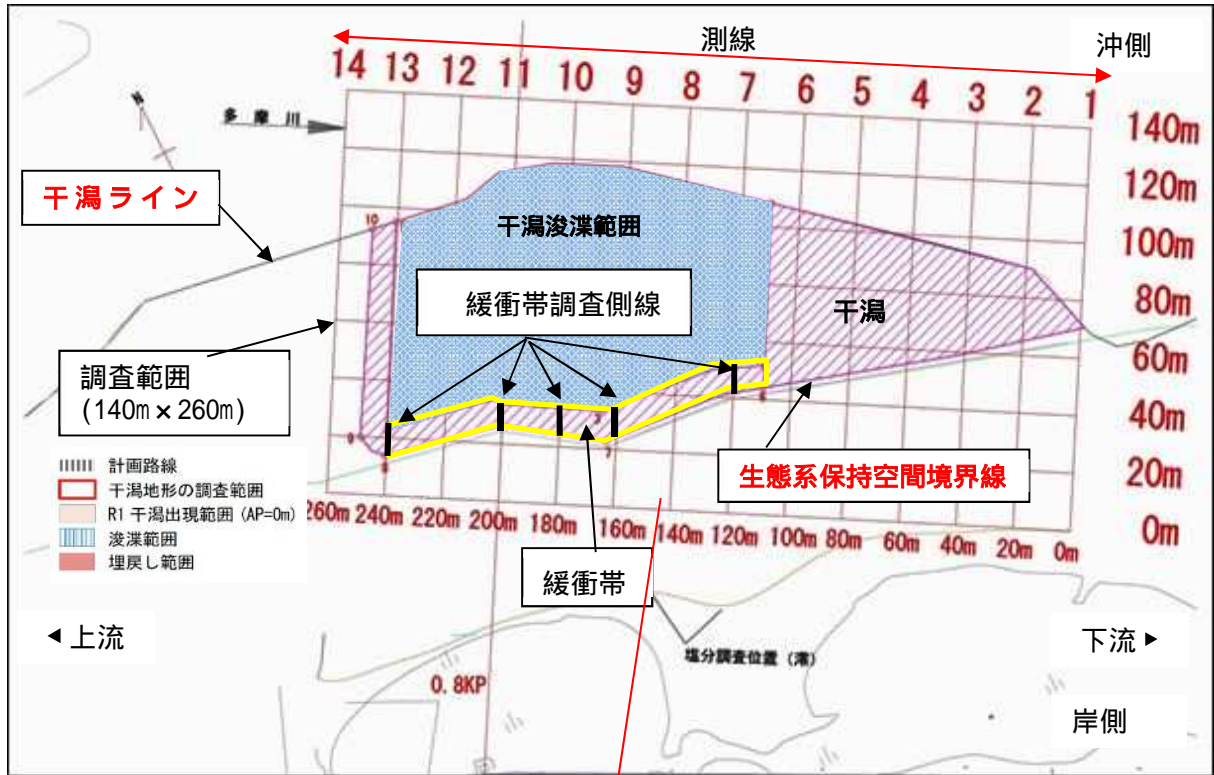 測線
沖側
14 13 12 11 10 9 8 7 6 5 4 3 2 1
N
多摩川
140m
120m
100m
80m
60m
40m
20m
0m
干潟ライン
10
干潟浚渫範囲
緩衝帯調査側線
干潟
調査範囲
(140m×260m)
9
8
7
6
生態系保持空間境界線
計画路線
干潟地形の調査範囲
R1 干潟出現範囲 (AP=0m)
浚渫範囲
埋戻し範囲
260m 240m 220m 200m 180m 160m 140m 120m 100m 80m 60m 40m 20m 0m
緩衝帯
◀上流
下流▶
塩分調査位置（澪）
0.8KP
岸側